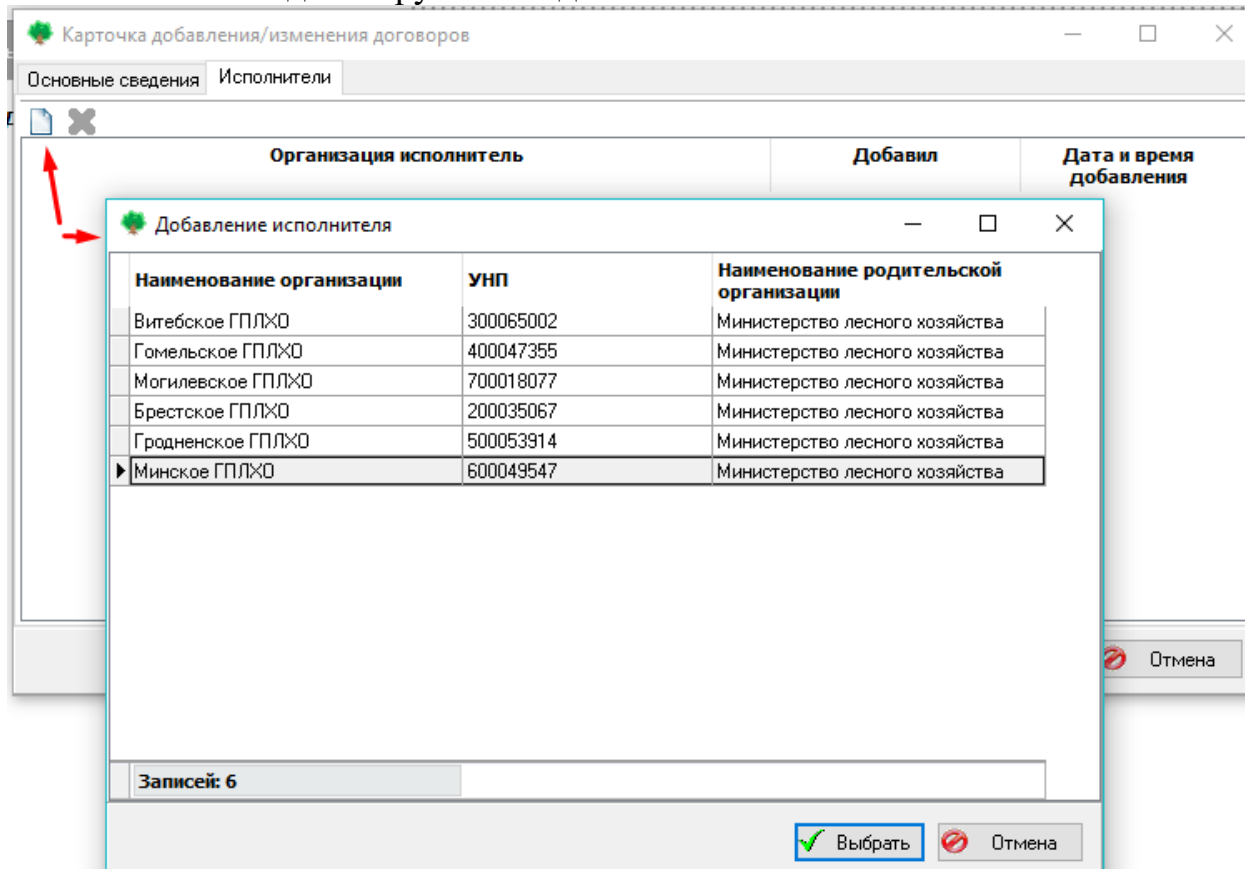 Карточка добавления/изменения договоров
Основные сведения Исполнители
Организация исполнитель Добавил Дата и время
добавления
Добавление исполнителя
Наименование организации УНП Наименование родительской
организации
Витебское ГПЛХО 300065002 Министерство лесного хозяйства
Гомельское ГПЛХО 400047355 Министерство лесного хозяйства
Могилевское ГПЛХО 700018077 Министерство лесного хозяйства
Брестское ГПЛХО 200035067 Министерство лесного хозяйства
Гродненское ГПЛХО 500053914 Министерство лесного хозяйства
Минское ГПЛХО 600049547 Министерство лесного хозяйства
Отмена
Записей: 6
Выбрать Отмена